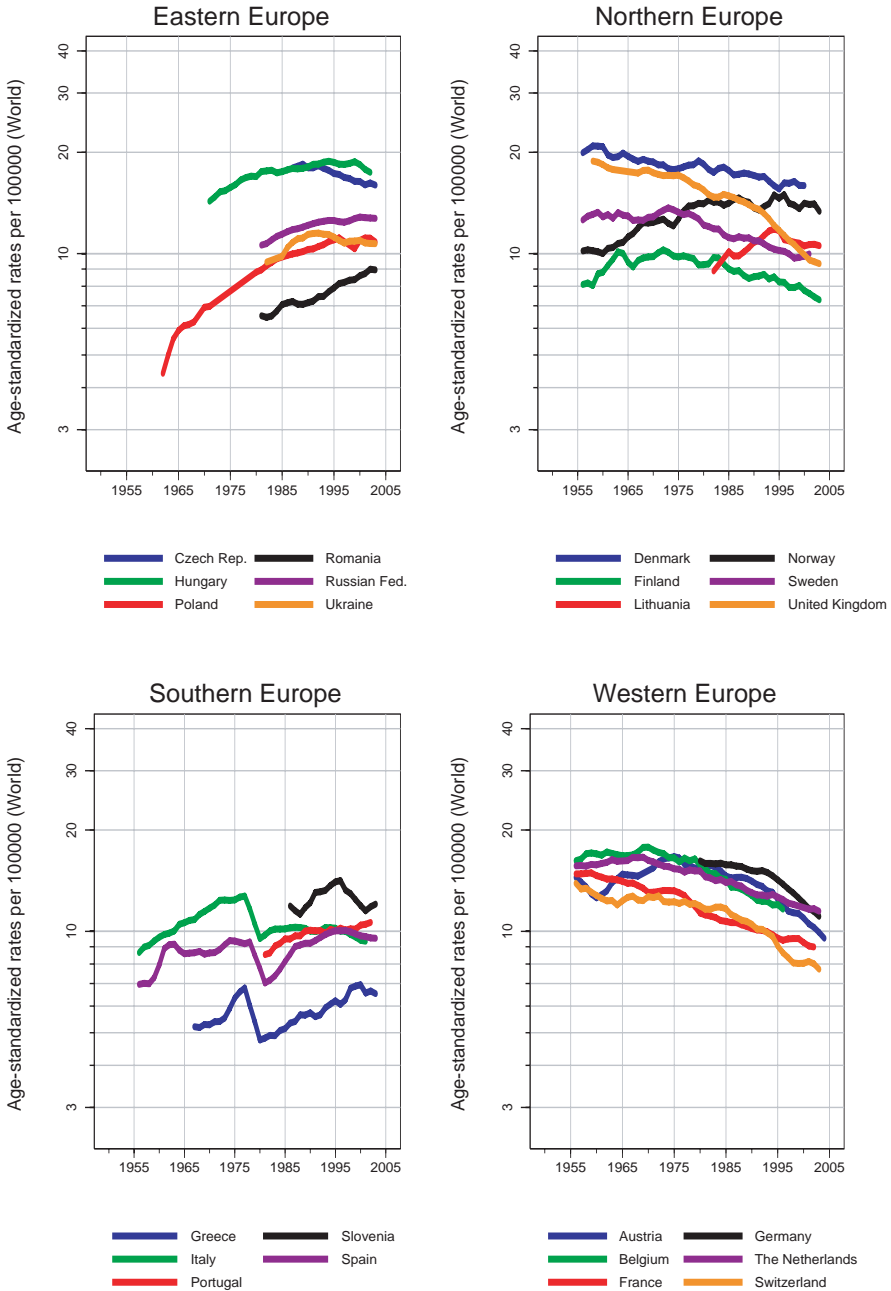 Eastern Europe
Age-standardized rates per 100000 (World)
40
30
20
10
3
1955 1965 1975 1985 1995 2005
Czech Rep. Romania
Hungary Russian Fed.
Poland Ukraine
Northern Europe
Age-standardized rates per 100000 (World)
40
30
20
10
3
1955 1965 1975 1985 1995 2005
Denmark Norway
Finland Sweden
Lithuania United Kingdom
Southern Europe
Age-standardized rates per 100000 (World)
40
30
20
10
3
1955 1965 1975 1985 1995 2005
Greece Slovenia
Italy Spain
Portugal
Western Europe
Age-standardized rates per 100000 (World)
40
30
20
10
3
1955 1965 1975 1985 1995 2005
Austria Germany
Belgium The Netherlands
France Switzerland